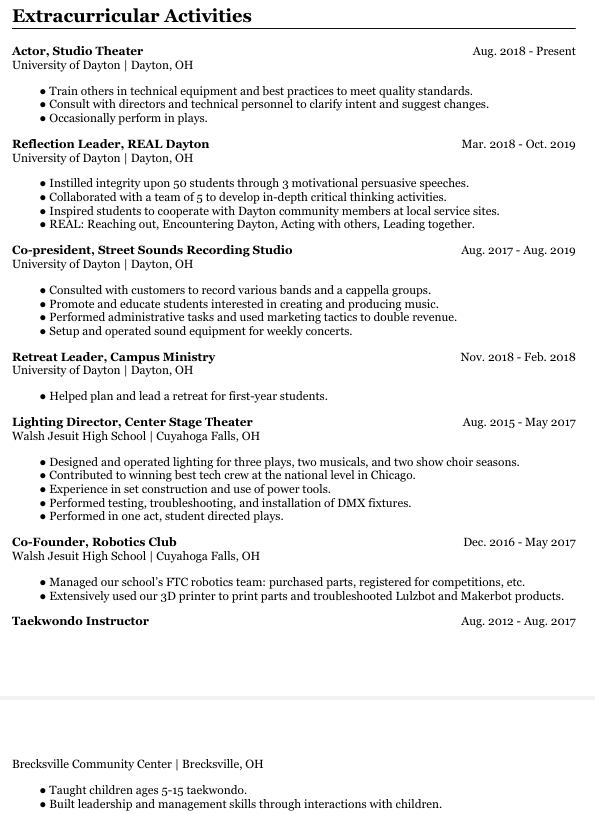 Extracurricular Activities
Actor, Studio Theater Aug. 2018 - Present
University of Dayton | Dayton, OH
● Train others in technical equipment and best practices to meet quality standards.
● Consult with directors and technical personnel to clarify intent and suggest changes.
● Occasionally perform in plays.
Reflection Leader, REAL Dayton Mar. 2018 - Oct. 2019
University of Dayton | Dayton, OH
● Instilled integrity upon 50 students through 3 motivational persuasive speeches.
● Collaborated with a team of 5 to develop in-depth critical thinking activities.
● Inspired students to cooperate with Dayton community members at local service sites.
● REAL: Reaching out, Encountering Dayton, Acting with others, Leading together.
Co-president, Street Sounds Recording Studio Aug. 2017 - Aug. 2019
University of Dayton | Dayton, OH
● Consulted with customers to record various bands and a cappella groups.
● Promote and educate students interested in creating and producing music.
● Performed administrative tasks and used marketing tactics to double revenue.
● Setup and operated sound equipment for weekly concerts.
Retreat Leader, Campus Ministry Nov. 2018 - Feb. 2018
University of Dayton | Dayton, OH
● Helped plan and lead a retreat for first-year students.
Lighting Director, Center Stage Theater Aug. 2015 - May 2017
Walsh Jesuit High School | Cuyahoga Falls, OH
● Designed and operated lighting for three plays, two musicals, and two show choir seasons.
● Contributed to winning best tech crew at the national level in Chicago.
● Experience in set construction and use of power tools.
● Performed testing, troubleshooting, and installation of DMX fixtures.
● Performed in one act, student directed plays.
Co-Founder, Robotics Club Dec. 2016 - May 2017
Walsh Jesuit High School | Cuyahoga Falls, OH
● Managed our school's FTC robotics team: purchased parts, registered for competitions, etc.
● Extensively used our 3D printer to print parts and troubleshooted Lulzbot and Makerbot products.
Taekwondo Instructor Aug. 2012 - Aug. 2017
Brecksville Community Center | Brecksville, OH
● Taught children ages 5-15 taekwondo.
● Built leadership and management skills through interactions with children.